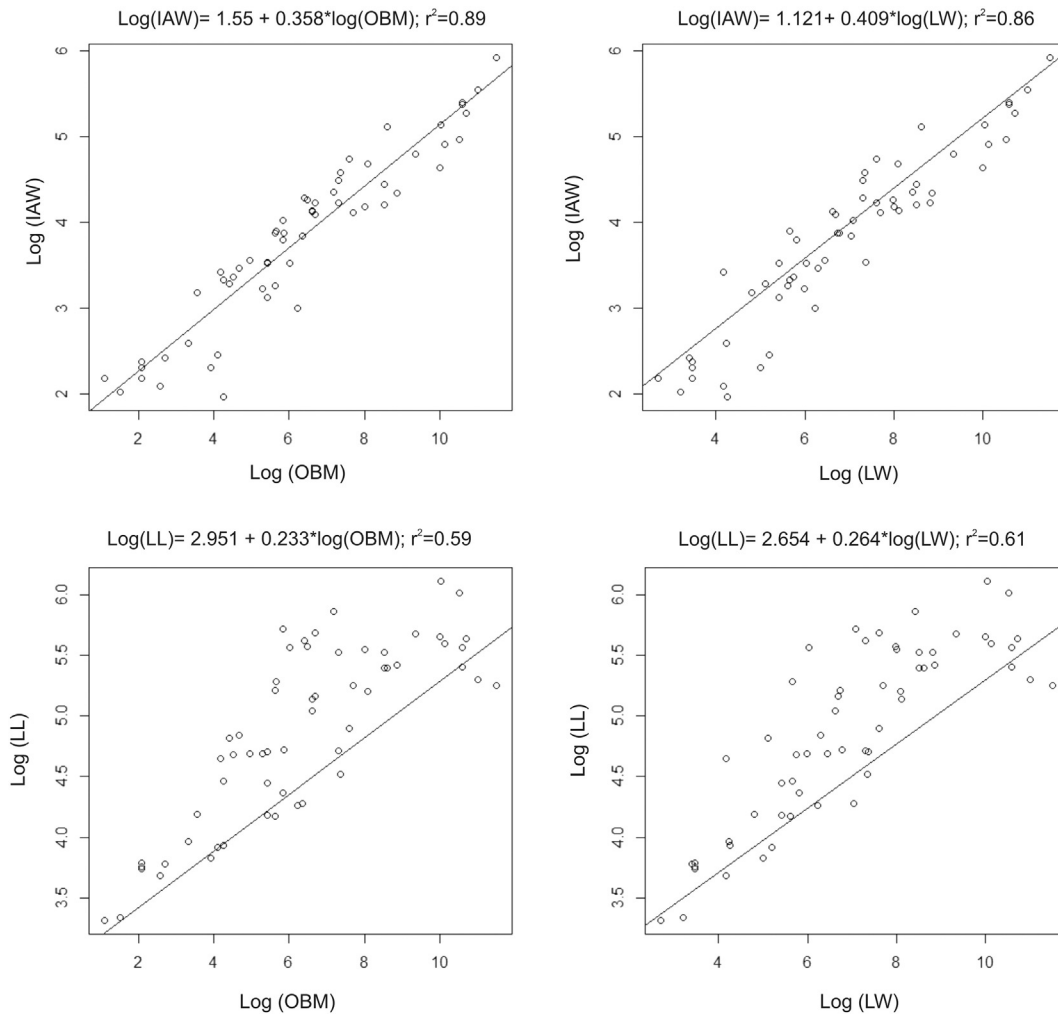 Log(IAW)= 1.55 + 0.358*log(OBM); r²=0.89
6
5
4
3
2
Log (IAW)
2 4 6 8 10
Log (OBM)
Log(IAW)= 1.121+ 0.409*log(LW); r²=0.86
6
5
4
3
2
Log (IAW)
4 6 8 10
Log (LW)
Log(LL)= 2.951 + 0.233*log(OBM); r²=0.59
6.0
5.5
5.0
4.5
4.0
3.5
Log (LL)
2 4 6 8 10
Log (OBM)
Log(LL)= 2.654 + 0.264*log(LW); r²=0.61
6.0
5.5
5.0
4.5
4.0
3.5
Log (LL)
4 6 8 10
Log (LW)